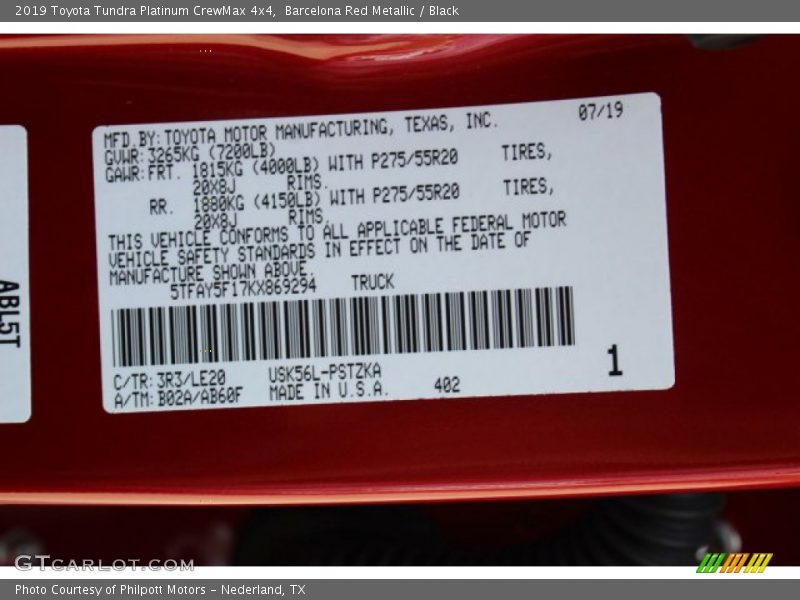 2019 Toyota Tundra Platinum CrewMax 4x4, Barcelona Red Metallic / Black
07/19
MFD.BY:TOYOTA MOTOR MANUFACTURING, TEXAS, INC.
GVWR:3265KG (7200LB)
GAWR:FRT. 1815KG (4000LB) WITH P275/55R20 TIRES,
20X8J RIMS.
RR. 1880KG (4150LB) WITH P275/55R20 TIRES,
20X8J RIMS.
THIS VEHICLE CONFORMS TO ALL APPLICABLE FEDERAL MOTOR
VEHICLE SAFETY STANDARDS IN EFFECT ON THE DATE OF
MANUFACTURE SHOWN ABOVE.
5TFAY5F17KX869294 TRUCK
C/TR:3R3/LE20 USK56L-PSTZKA
A/TM:B02A/AB60F MADE IN U.S.A. 402
1
ABL5T
GTCARLOT.COM
Photo Courtesy of Philpott Motors - Nederland, TX